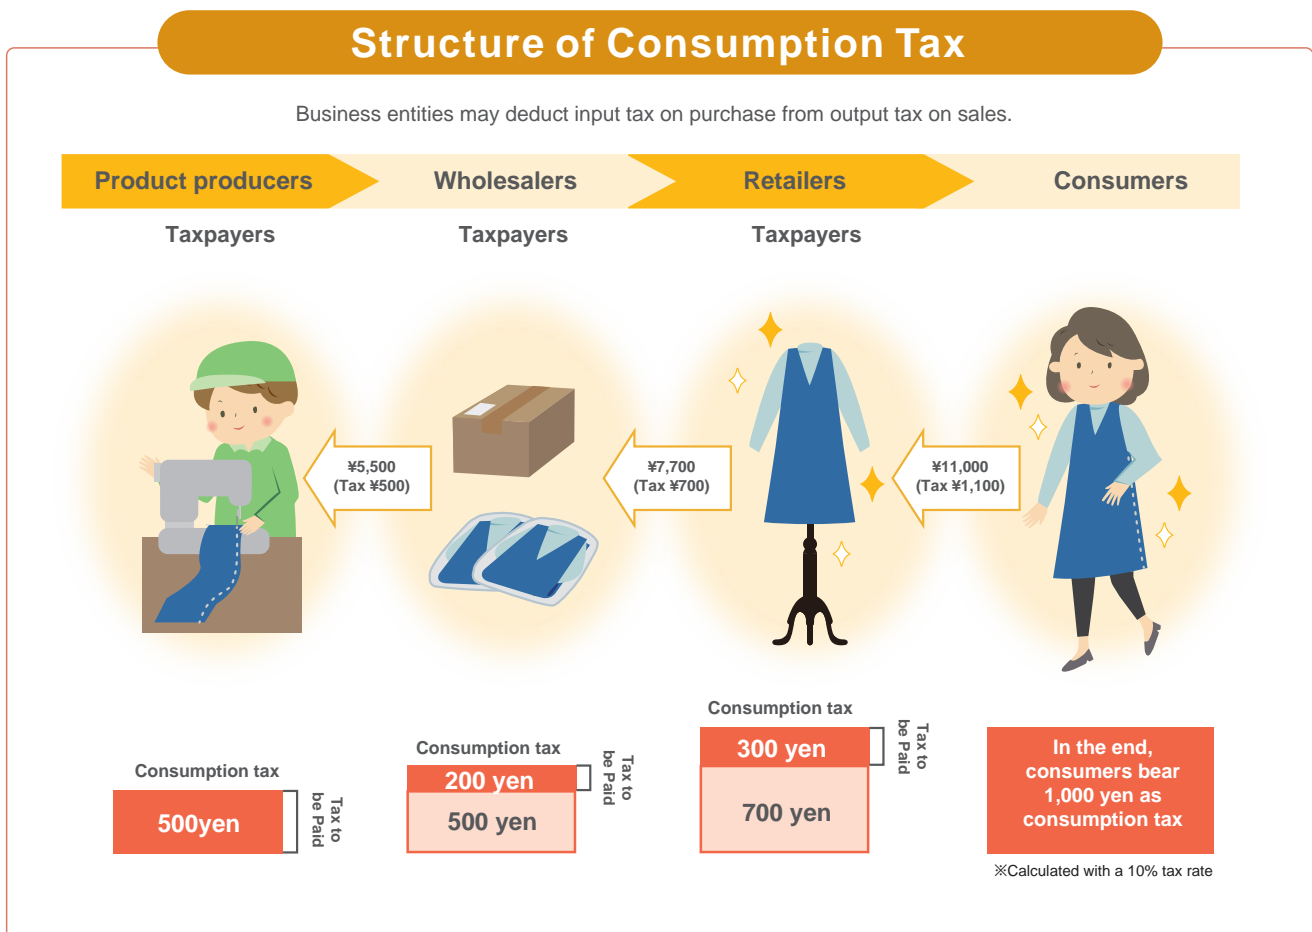 Structure of Consumption Tax
Business entities may deduct input tax on purchase from output tax on sales.
Product producers
Wholesalers
Retailers
Consumers
Taxpayers
Taxpayers
Taxpayers
¥5,500
(Tax ¥500)
¥7,700
(Tax ¥700)
¥11,000
(Tax ¥1,100)
Consumption tax
500yen
Tax to
be Paid
Consumption tax
200 yen
500 yen
Tax to
be Paid
Consumption tax
300 yen
700 yen
Tax to
be Paid
In the end,
consumers bear
1,000 yen as
consumption tax
※Calculated with a 10% tax rate